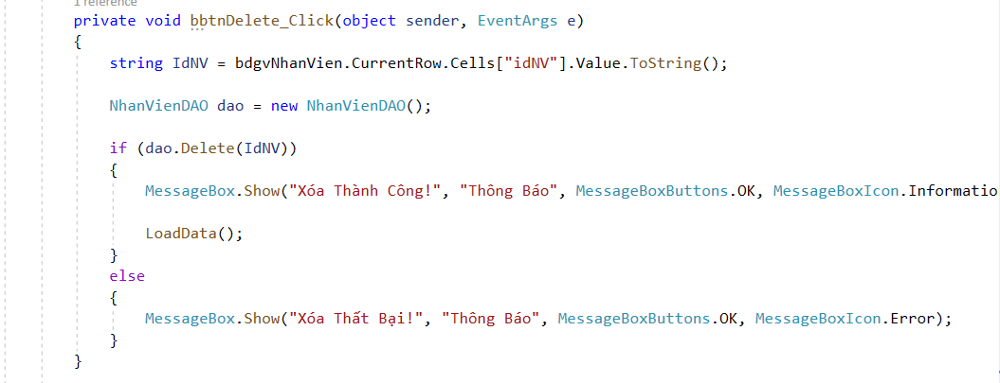 1 reference
private void bbtnDelete_Click(object sender, EventArgs e)
{
string IdNV = bdgvNhanVien.CurrentRow.Cells["idNV"].Value.ToString();
NhanVienDAO dao = new NhanVienDAO();
if (dao.Delete(IdNV))
{
MessageBox.Show("Xóa Thành Công!", "Thông Báo", MessageBoxButtons.OK, MessageBoxIcon.Informatio
LoadData();
}
else
{
MessageBox.Show("Xóa Thất Bại!", "Thông Báo", MessageBoxButtons.OK, MessageBoxIcon.Error);
}
}